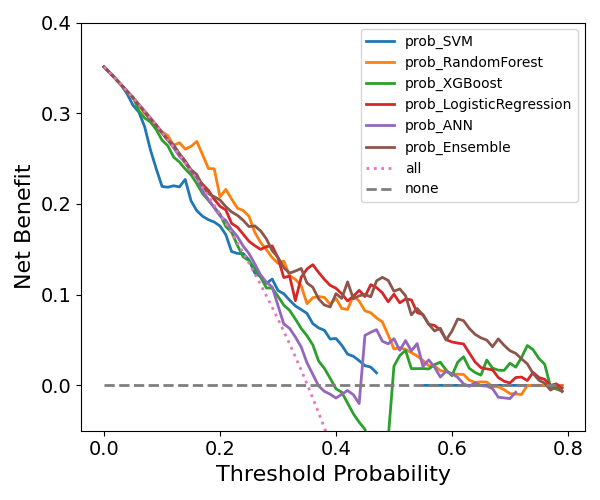 0.4
0.3
0.2
0.1
0.0
Net Benefit
prob_SVM
prob_RandomForest
prob_XGBoost
prob_LogisticRegression
prob_ANN
prob_Ensemble
all
none
0.0 0.2 0.4 0.6 0.8
Threshold Probability